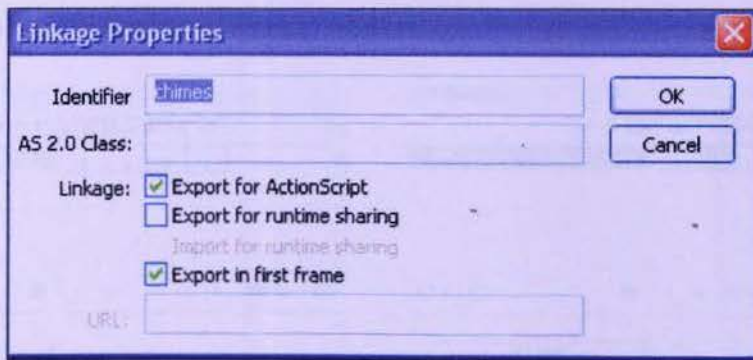 Linkage Properties
Identifier chimes OK
AS 2.0 Class: Cancel
Linkage: Export for ActionScript
Export for runtime sharing
Import for runtime sharing
Export in first frame
URL: